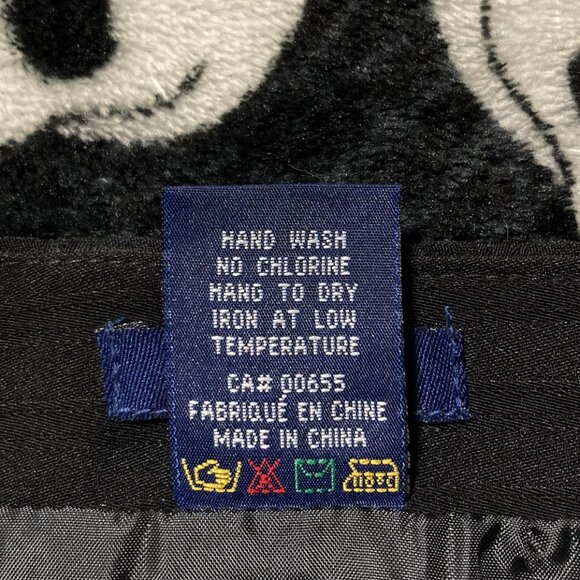 HAND WASH
NO CHLORINE
HANG TO DRY
IRON AT LOW
TEMPERATURE
CA# 00655
FABRIQUÉ EN CHINE
MADE IN CHINA